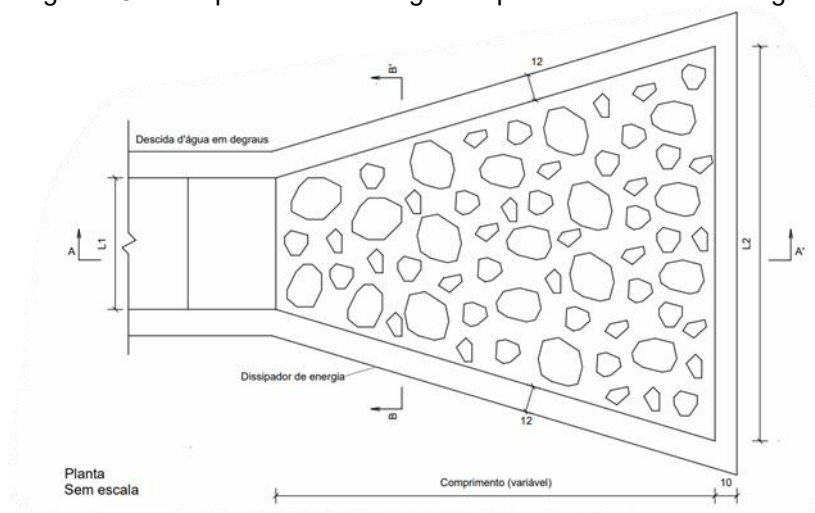 B'
12
Descida d'água em degraus
A
L1
L2
A'
Dissipador de energia
B
12
Planta
Sem escala
Comprimento (variável)
10